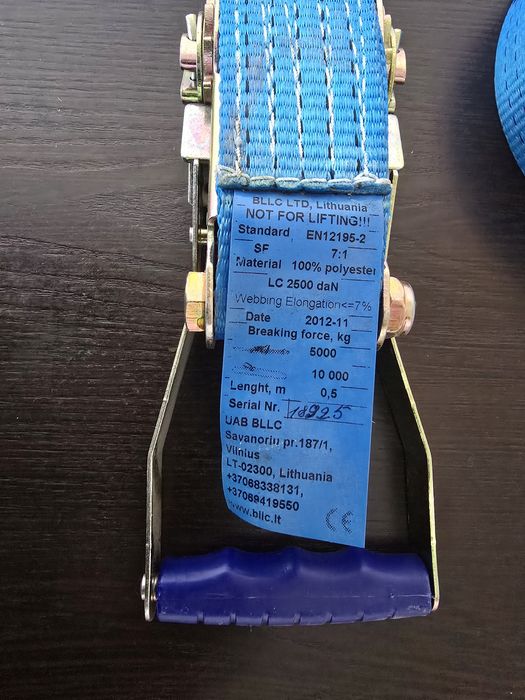 BLLC LTD, Lithuania
NOT FOR LIFTING!!!
Standard EN12195-2
SF 7:1
Material 100% polyester
LC 2500 daN
Webbing Elongation<=7%
Date 2012-11
Breaking force, kg
5000
10 000
Lenght, m 0,5
Serial Nr. 18925
UAB BLLC
Savanoriu pr.187/1,
Vilnius
LT-02300, Lithuania
+37068338131,
+37069419550
www.bllc.lt
CE